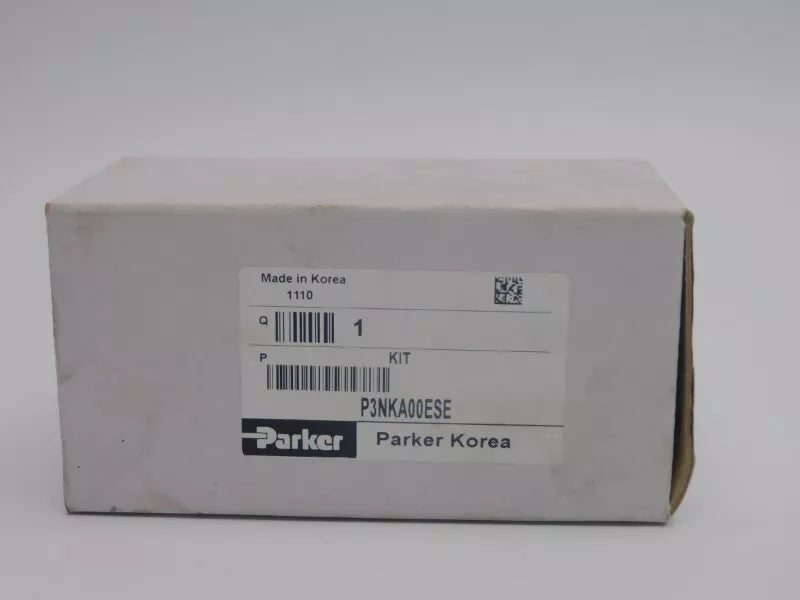 Made in Korea
1110
Q 1
P KIT
P3NKA00ESE
Parker Parker Korea